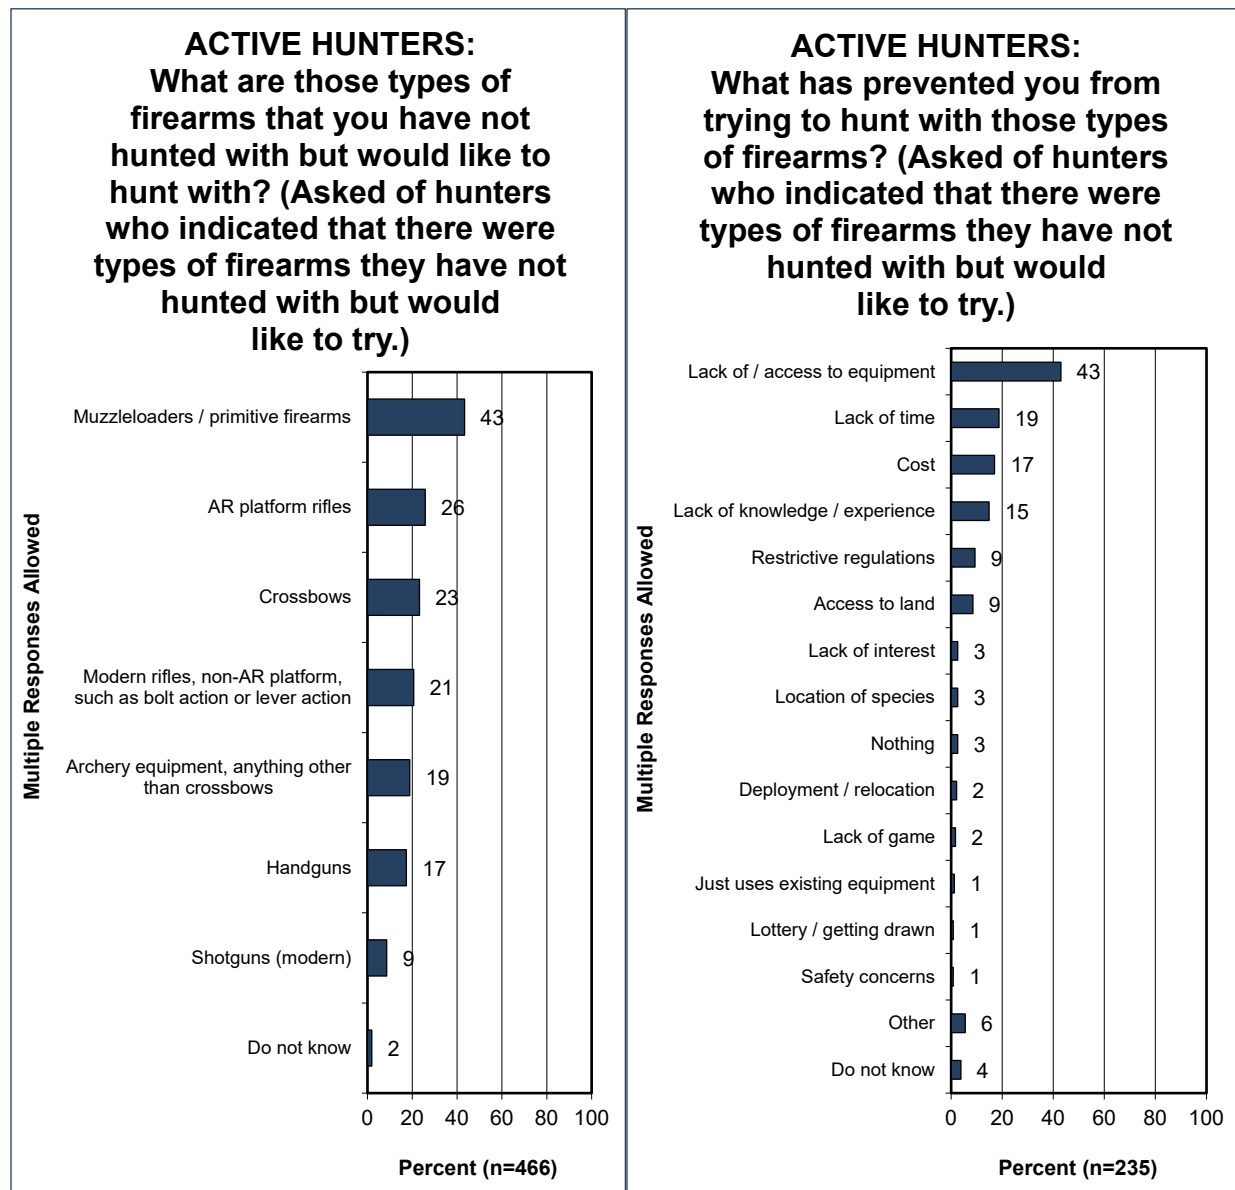 ACTIVE HUNTERS:
What are those types of
firearms that you have not
hunted with but would like to
hunt with? (Asked of hunters
who indicated that there were
types of firearms they have not
hunted with but would
like to try.)
Multiple Responses Allowed
Muzzleloaders / primitive firearms 43
AR platform rifles 26
Crossbows 23
Modern rifles, non-AR platform,
such as bolt action or lever action 21
Archery equipment, anything other
than crossbows 19
Handguns 17
Shotguns (modern) 9
Do not know 2
0 20 40 60 80 100
Percent (n=466)
ACTIVE HUNTERS:
What has prevented you from
trying to hunt with those types
of firearms? (Asked of hunters
who indicated that there were
types of firearms they have not
hunted with but would
like to try.)
Multiple Responses Allowed
Lack of / access to equipment 43
Lack of time 19
Cost 17
Lack of knowledge / experience 15
Restrictive regulations 9
Access to land 9
Lack of interest 3
Location of species 3
Nothing 3
Deployment / relocation 2
Lack of game 2
Just uses existing equipment 1
Lottery / getting drawn 1
Safety concerns 1
Other 6
Do not know 4
0 20 40 60 80 100
Percent (n=235)